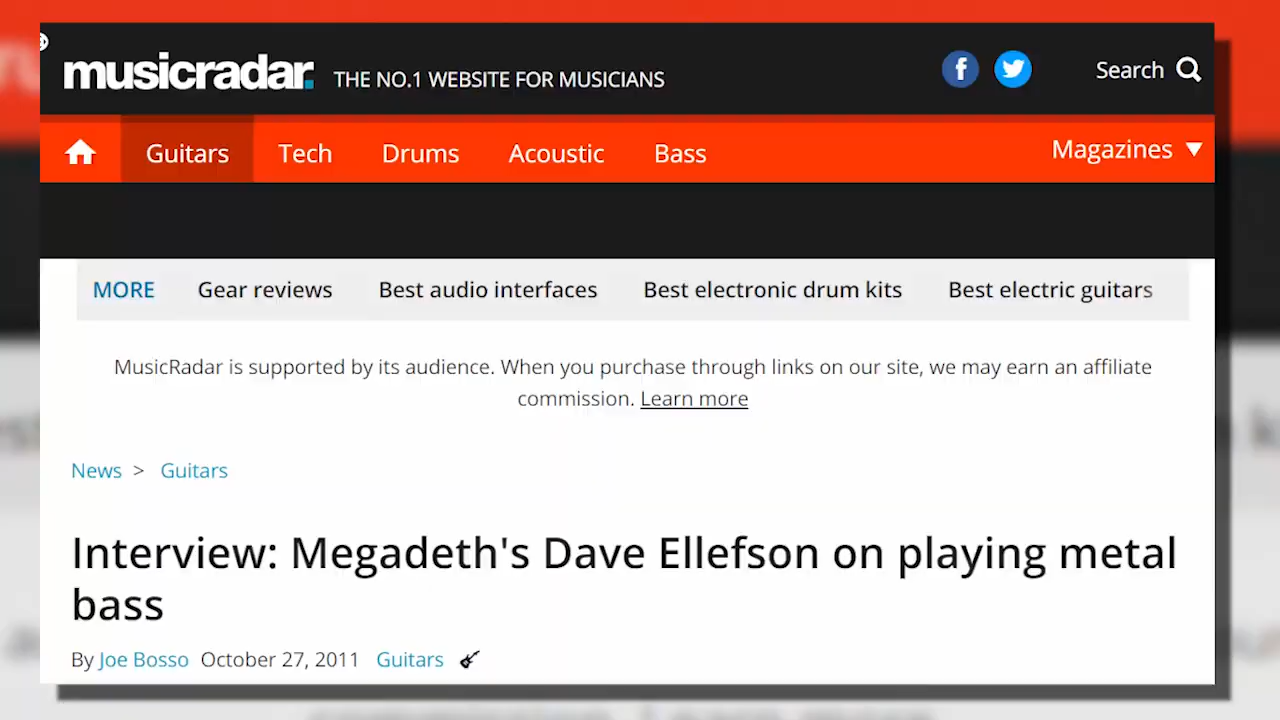 musicradar. THE NO.1 WEBSITE FOR MUSICIANS
Search
Guitars Tech Drums Acoustic Bass Magazines
MORE Gear reviews Best audio interfaces Best electronic drum kits Best electric guitars
MusicRadar is supported by its audience. When you purchase through links on our site, we may earn an affiliate
commission. Learn more
News > Guitars
Interview: Megadeth's Dave Ellefson on playing metal
bass
By Joe Bosso October 27, 2011 Guitars